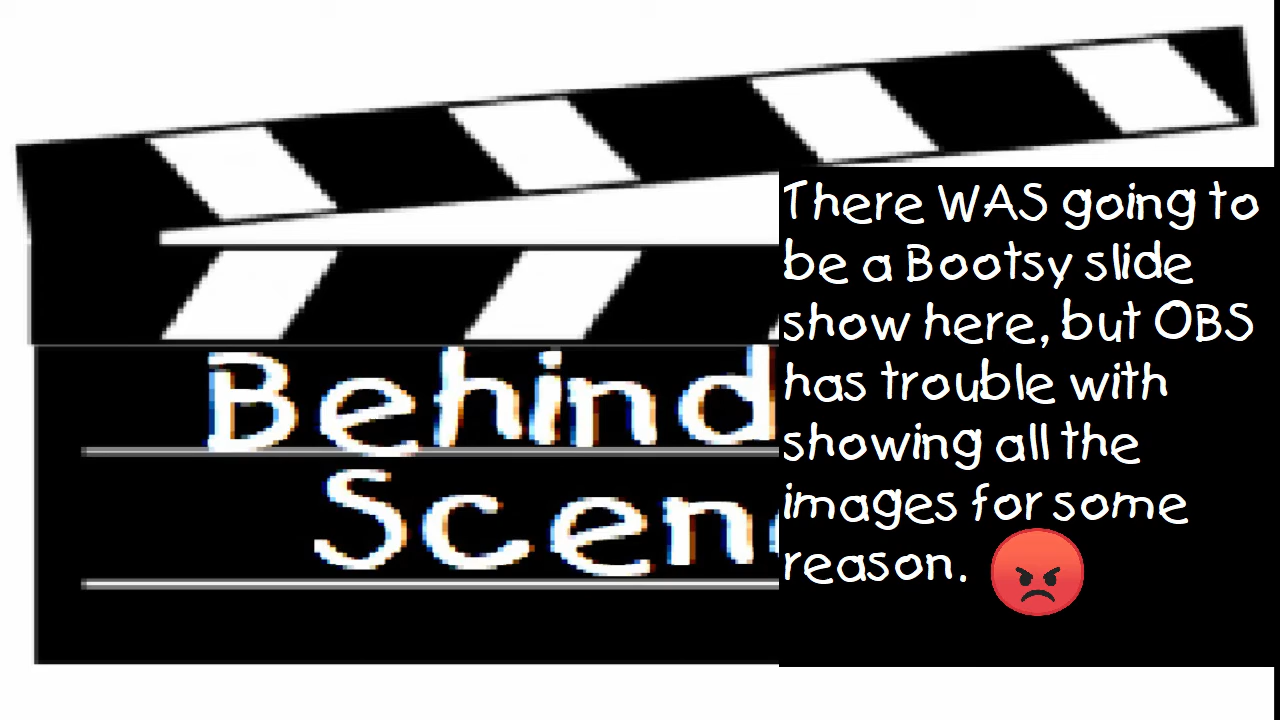 Behind
Scen
There WAS going to
be a Bootsy slide
show here, but OBS
has trouble with
showing all the
images for some
reason.